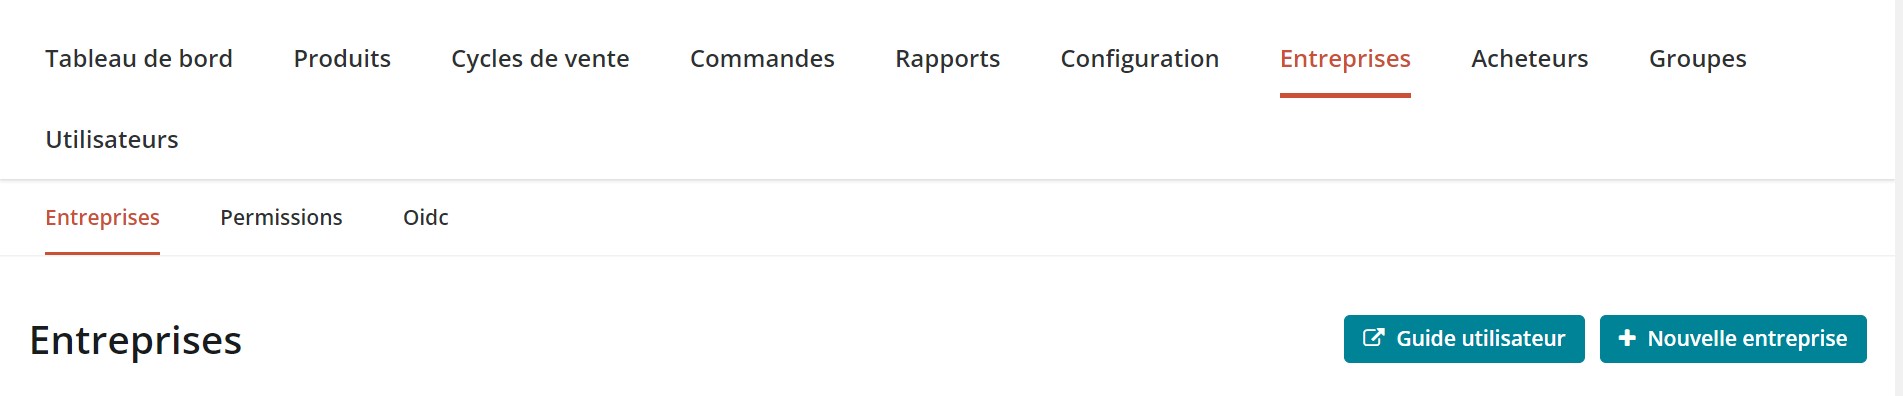 Tableau de bord Produits Cycles de vente Commandes Rapports Configuration Entreprises Acheteurs Groupes
Utilisateurs
Entreprises Permissions Oidc
Entreprises Guide utilisateur Nouvelle entreprise